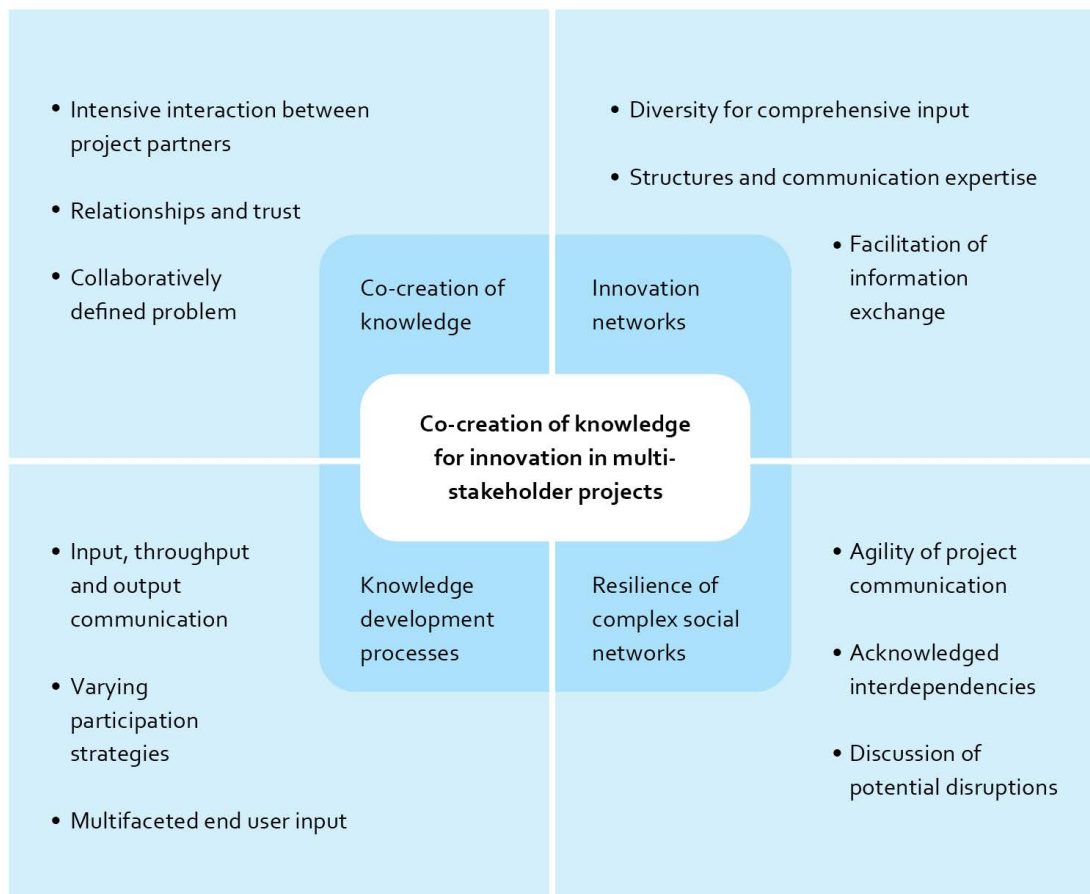 • Intensive interaction between
project partners
• Relationships and trust
• Collaboratively
defined problem
Co-creation of
knowledge
• Diversity for comprehensive input
• Structures and communication expertise
• Facilitation of
information
exchange
Innovation
networks
Co-creation of knowledge
for innovation in multi-
stakeholder projects
• Input, throughput
and output
communication
• Varying
participation
strategies
• Multifaceted end user input
Knowledge
development
processes
Resilience of
complex social
networks
• Agility of project
communication
• Acknowledged
interdependencies
• Discussion of
potential disruptions